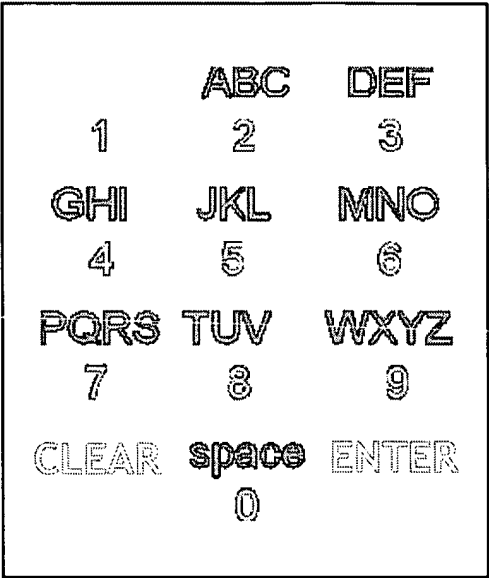 ABC DEF
1 2 3
GHI JKL MNO
4 5 6
PQRS TUV WXYZ
7 8 9
CLEAR space ENTER
0